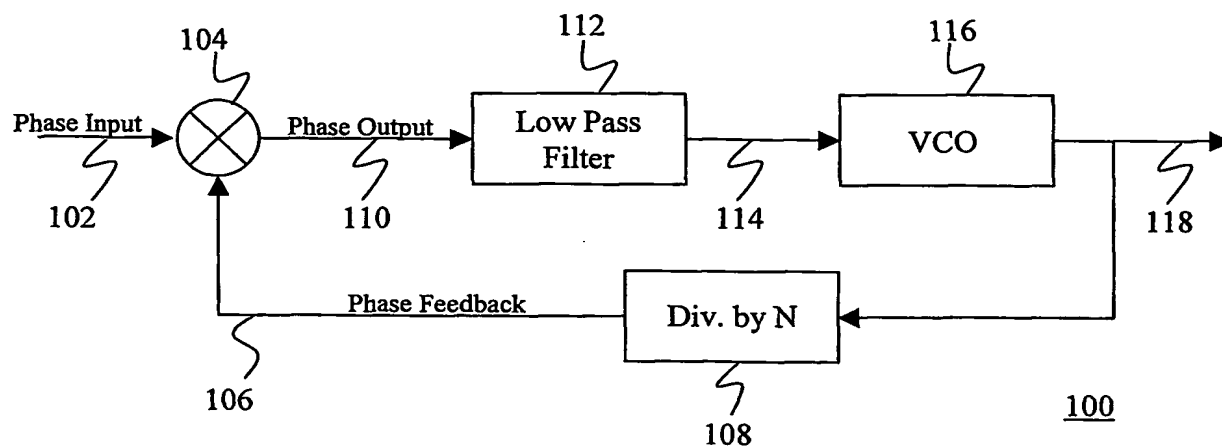 104
112
116
Phase Input
Phase Output
Low Pass
Filter
VCO
102
110
114
118
Phase Feedback
Div. by N
106
108
100